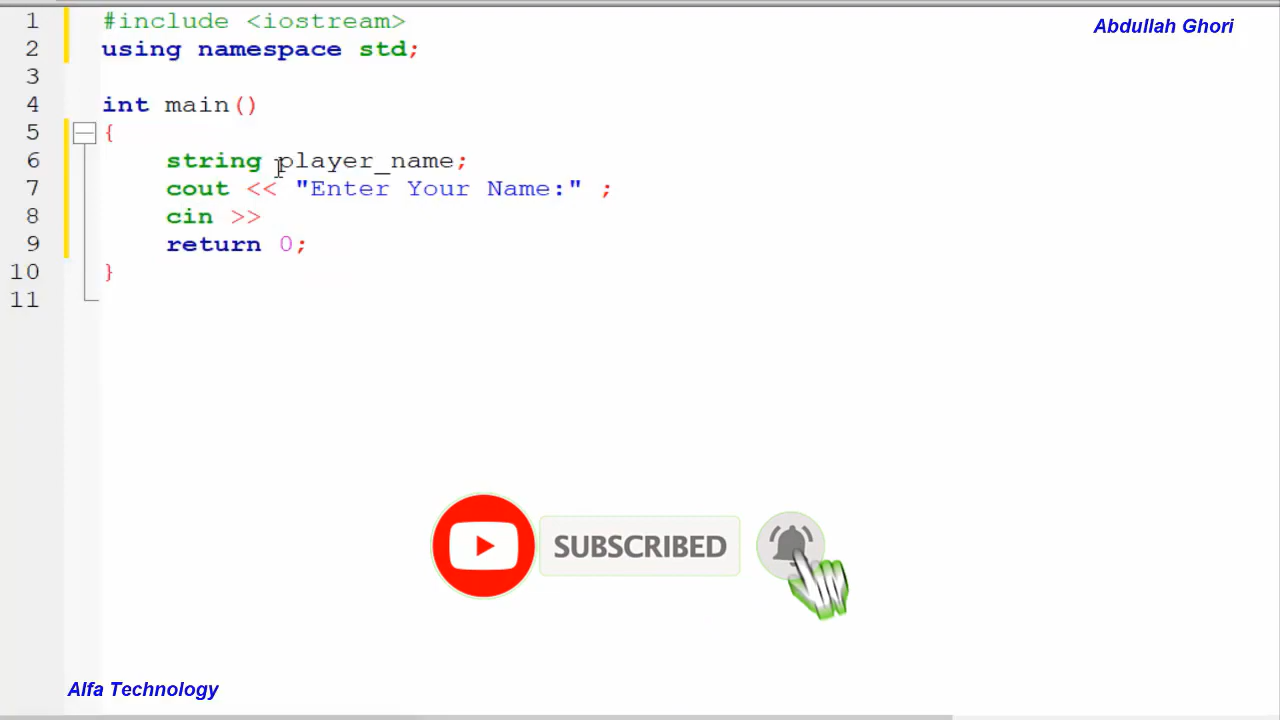 Abdullah Ghori
1 #include <iostream>
2 using namespace std;
3
4 int main()
5 {
6 string player_name;
7 cout << "Enter Your Name:" ;
8 cin >>
9 return 0;
10 }
11
SUBSCRIBED
Alfa Technology